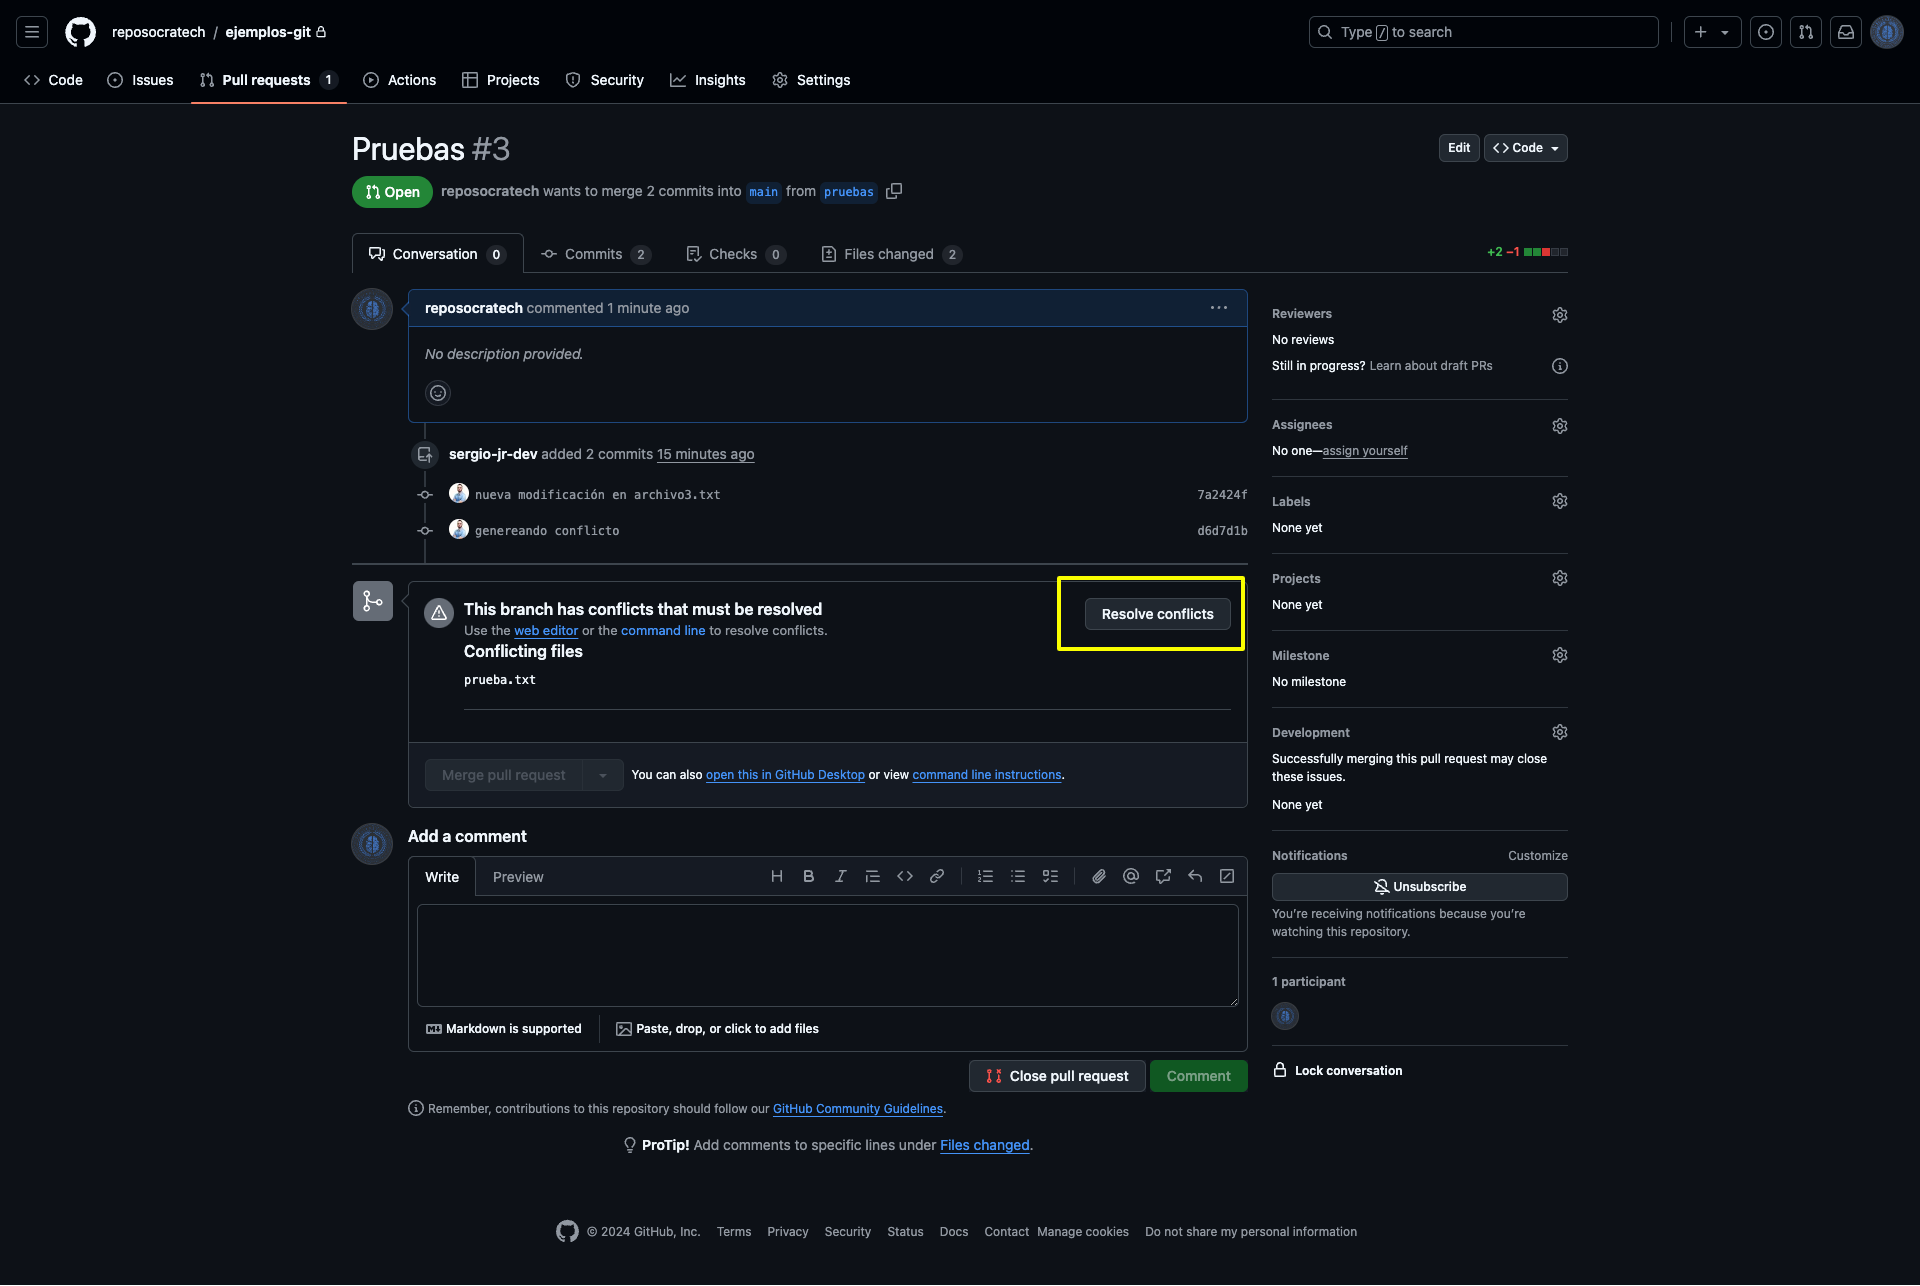 reposocratech / ejemplos-git
Type / to search
Code
Issues
Pull requests 1
Actions
Projects
Security
Insights
Settings
Pruebas #3
Edit
Code
Open
reposocratech wants to merge 2 commits into main from pruebas
Conversation 0
Commits 2
Checks 0
Files changed 2
+2 −1
reposocratech commented 1 minute ago
No description provided.
sergio-jr-dev added 2 commits 15 minutes ago
nueva modificación en archivo3.txt
7a2424f
genereando conflicto
d6d7d1b
This branch has conflicts that must be resolved
Use the web editor or the command line to resolve conflicts.
Resolve conflicts
Conflicting files
prueba.txt
Merge pull request
You can also open this in GitHub Desktop or view command line instructions.
Add a comment
Write
Preview
Markdown is supported
Paste, drop, or click to add files
Close pull request
Comment
Remember, contributions to this repository should follow our GitHub Community Guidelines.
ProTip! Add comments to specific lines under Files changed.
Reviewers
No reviews
Still in progress? Learn about draft PRs
Assignees
No one—assign yourself
Labels
None yet
Projects
None yet
Milestone
No milestone
Development
Successfully merging this pull request may close
these issues.
None yet
Notifications
Customize
Unsubscribe
You’re receiving notifications because you’re
watching this repository.
1 participant
Lock conversation
© 2024 GitHub, Inc.
Terms
Privacy
Security
Status
Docs
Contact
Manage cookies
Do not share my personal information